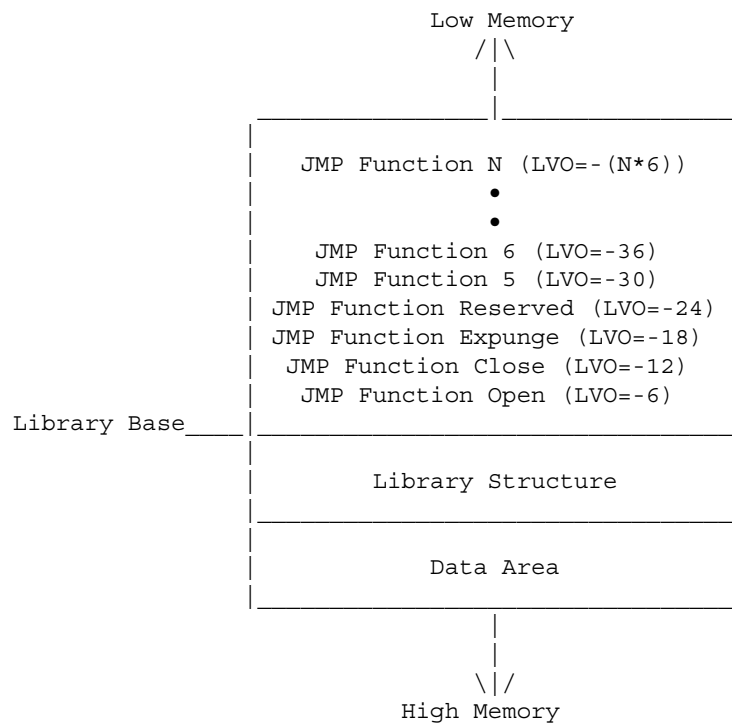 Low Memory
JMP Function N (LVO=-(N*6))
•
•
JMP Function 6 (LVO=-36)
JMP Function 5 (LVO=-30)
JMP Function Reserved (LVO=-24)
JMP Function Expunge (LVO=-18)
JMP Function Close (LVO=-12)
JMP Function Open (LVO=-6)
Library Base
Library Structure
Data Area
High Memory